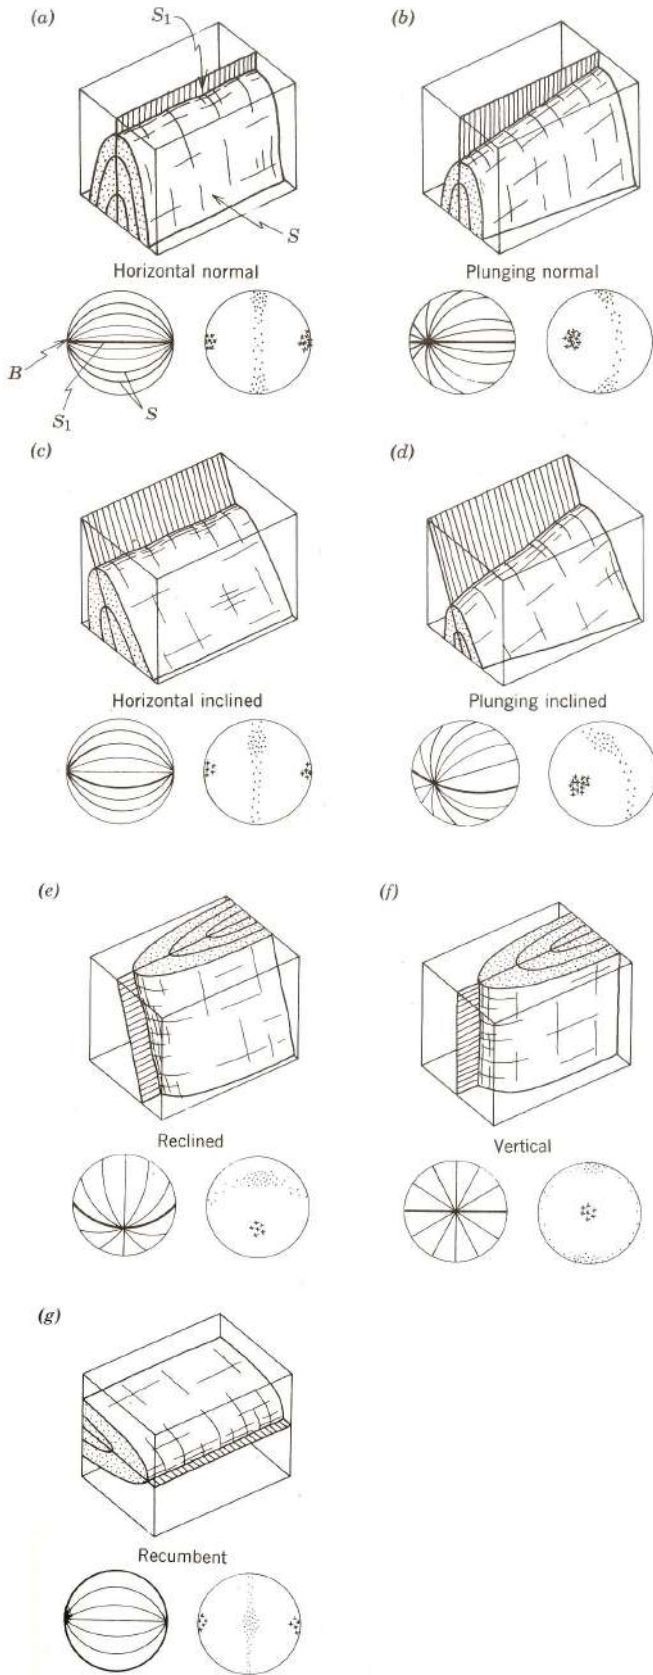 (a)
(b)
S₁
S
Horizontal normal
Plunging normal
B
S₁
S
(c)
(d)
Horizontal inclined
Plunging inclined
(e)
(f)
Reclined
Vertical
(g)
Recumbent